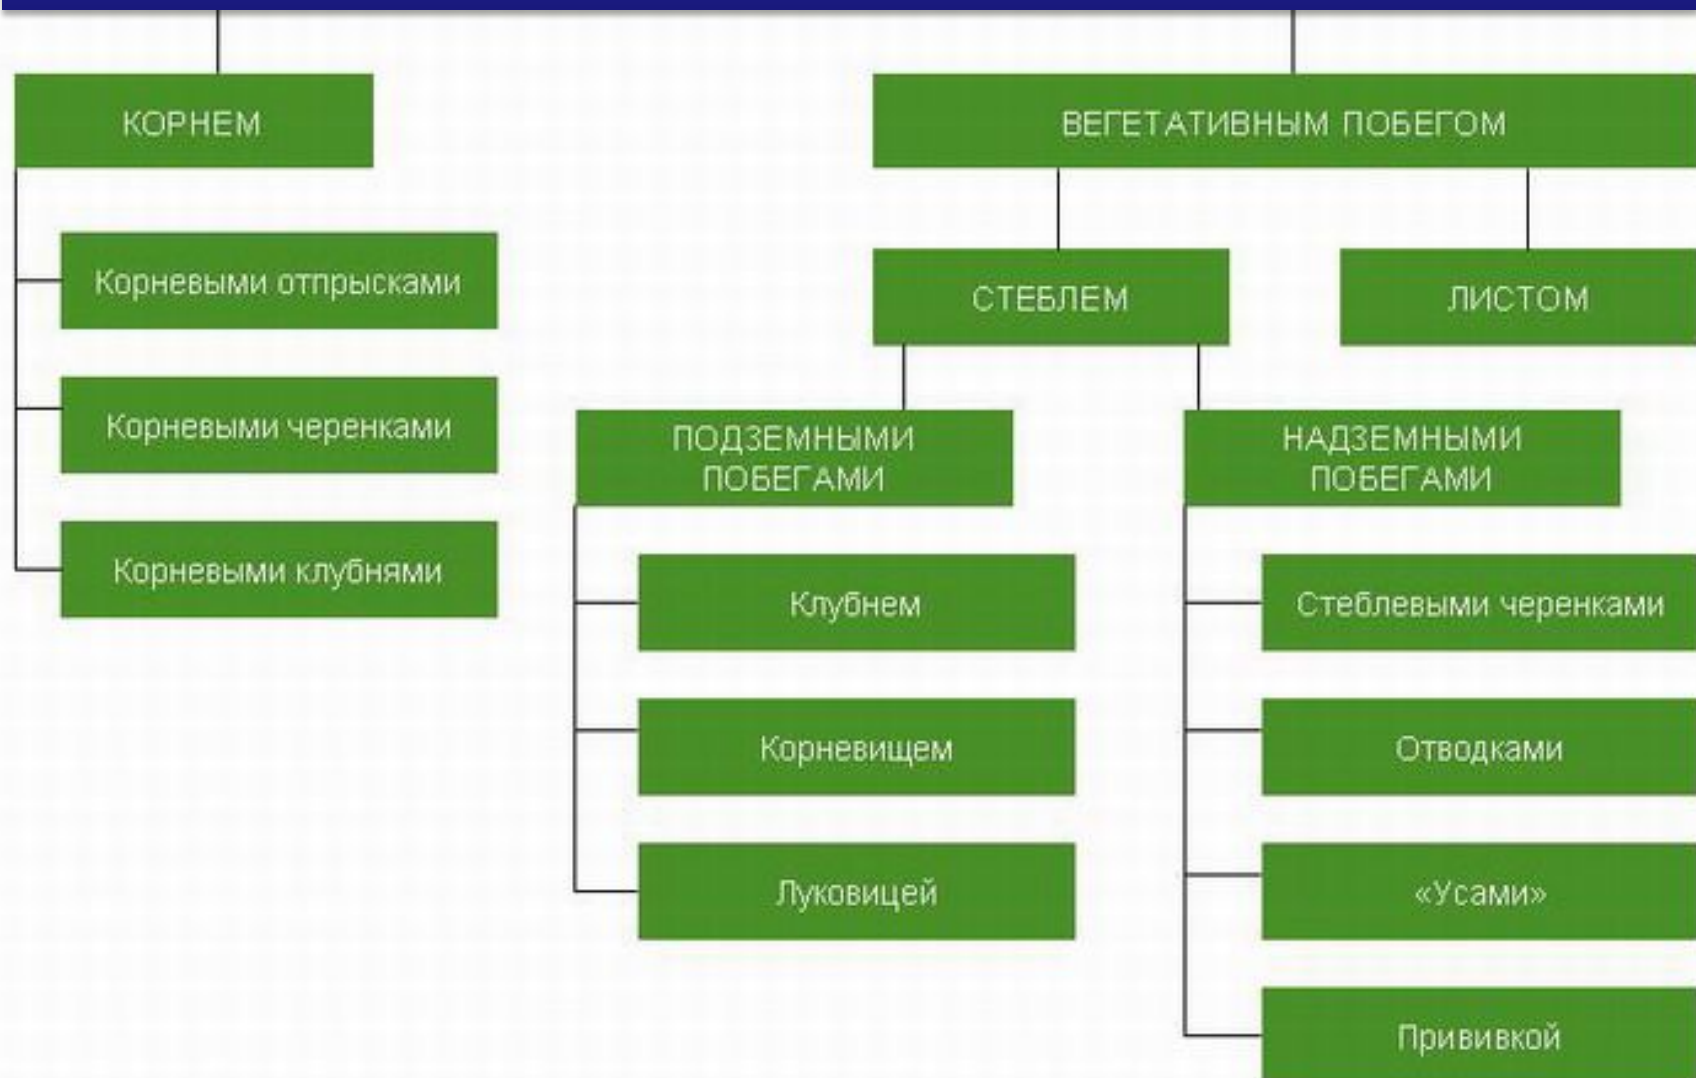 КОРНЕМ
Корневыми отпрысками
Корневыми черенками
Корневыми клубнями
ВЕГЕТАТИВНЫМ ПОБЕГОМ
СТЕБЛЕМ
ЛИСТОМ
ПОДЗЕМНЫМИ
ПОБЕГАМИ
Клубнем
Корневищем
Луковицей
НАДЗЕМНЫМИ
ПОБЕГАМИ
Стеблевыми черенками
Отводками
«Усами»
Прививкой